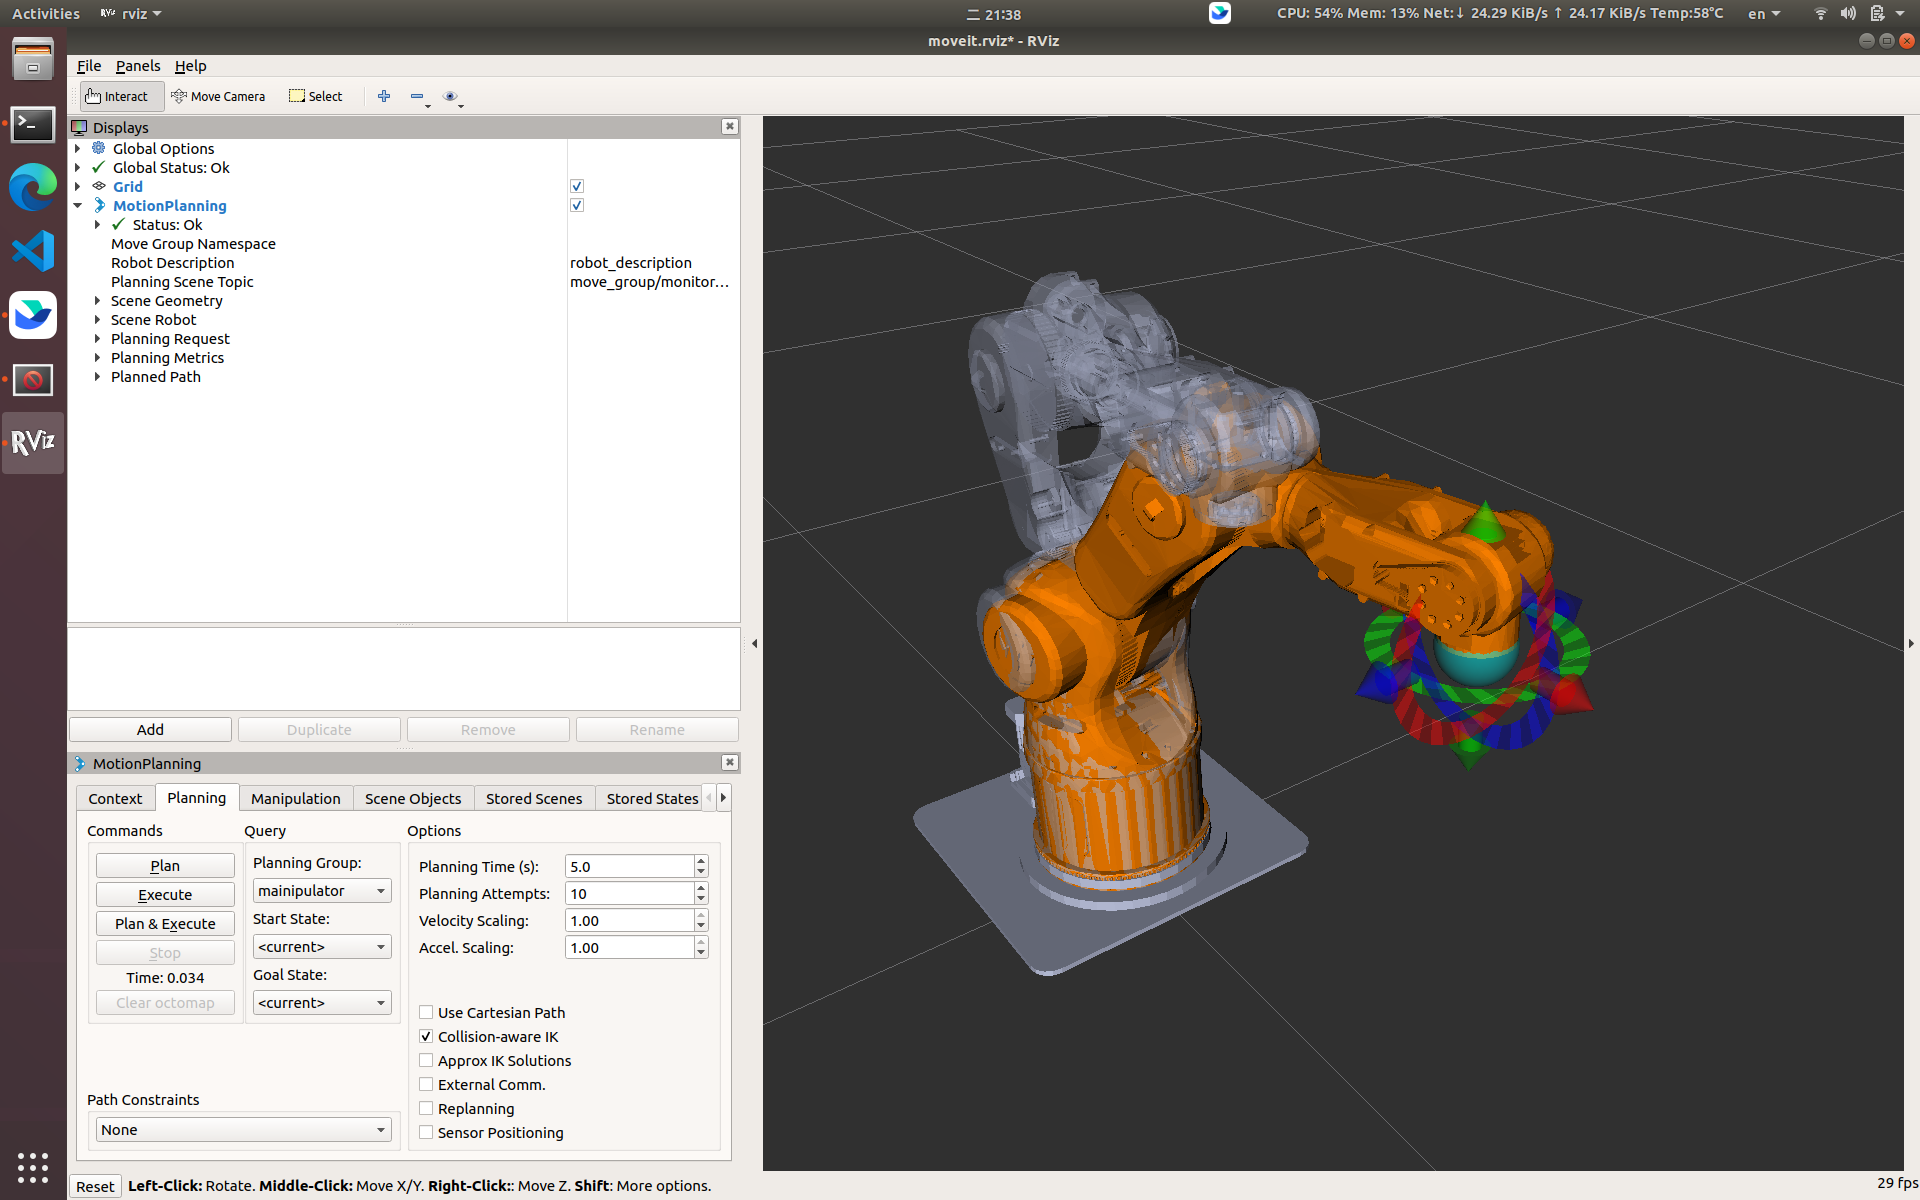 Activities rviz 二 21:38 CPU: 54% Mem: 13% Net:↓ 24.29 KiB/s ↑ 24.17 KiB/s Temp:58°C en
moveit.rviz* - RViz
File Panels Help
Interact Move Camera Select
Displays
Global Options
Global Status: Ok
Grid
MotionPlanning
Status: Ok
Move Group Namespace
Robot Description robot_description
Planning Scene Topic move_group/monitor...
Scene Geometry
Scene Robot
Planning Request
Planning Metrics
Planned Path
RViz
Add Duplicate Remove Rename
MotionPlanning
Context Planning Manipulation Scene Objects Stored Scenes Stored States
Commands Query Options
Plan
Execute
Plan & Execute
Stop
Time: 0.034
Clear octomap
Planning Group:
mainipulator
Start State:
<current>
Goal State:
<current>
Planning Time (s): 5.0
Planning Attempts: 10
Velocity Scaling: 1.00
Accel. Scaling: 1.00
Use Cartesian Path
Collision-aware IK
Approx IK Solutions
External Comm.
Replanning
Sensor Positioning
Path Constraints
None
Reset Left-Click: Rotate. Middle-Click: Move X/Y. Right-Click:: Move Z. Shift: More options. 29 fps